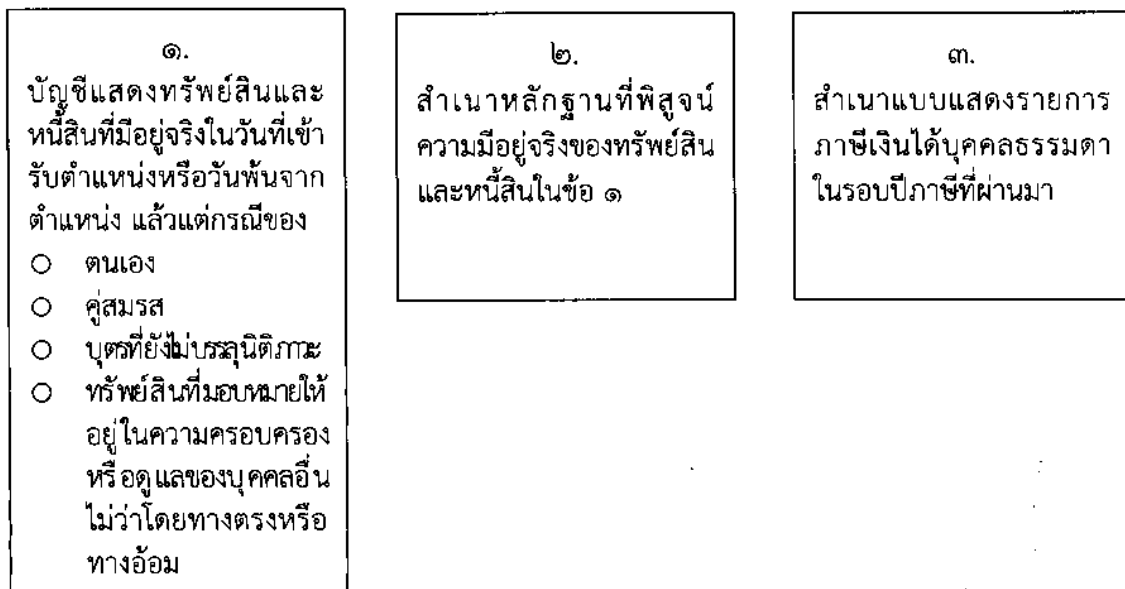 ๑.
บัญชีแสดงทรัพย์สินและ
หนี้สินที่มีอยู่จริงในวันที่เข้า
รับตำแหน่งหรือวันพ้นจาก
ตำแหน่ง แล้วแต่กรณีของ
○ ตนเอง
○ คู่สมรส
○ บุตรที่ยังไม่บรรลุนิติภาวะ
○ ทรัพย์สินที่มอบหมายให้
อยู่ในความครอบครอง
หรือดูแลของบุคคลอื่น
ไม่ว่าโดยทางตรงหรือ
ทางอ้อม
๒.
สำเนาหลักฐานที่พิสูจน์
ความมีอยู่จริงของทรัพย์สิน
และหนี้สินในข้อ ๑
๓.
สำเนาแบบแสดงรายการ
ภาษีเงินได้บุคคลธรรมดา
ในรอบปีภาษีที่ผ่านมา